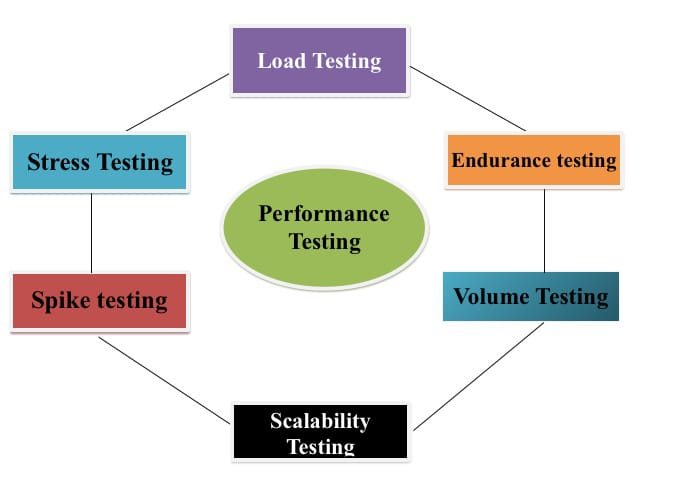 Load Testing
Stress Testing
Endurance testing
Performance
Testing
Spike testing
Volume Testing
Scalability
Testing